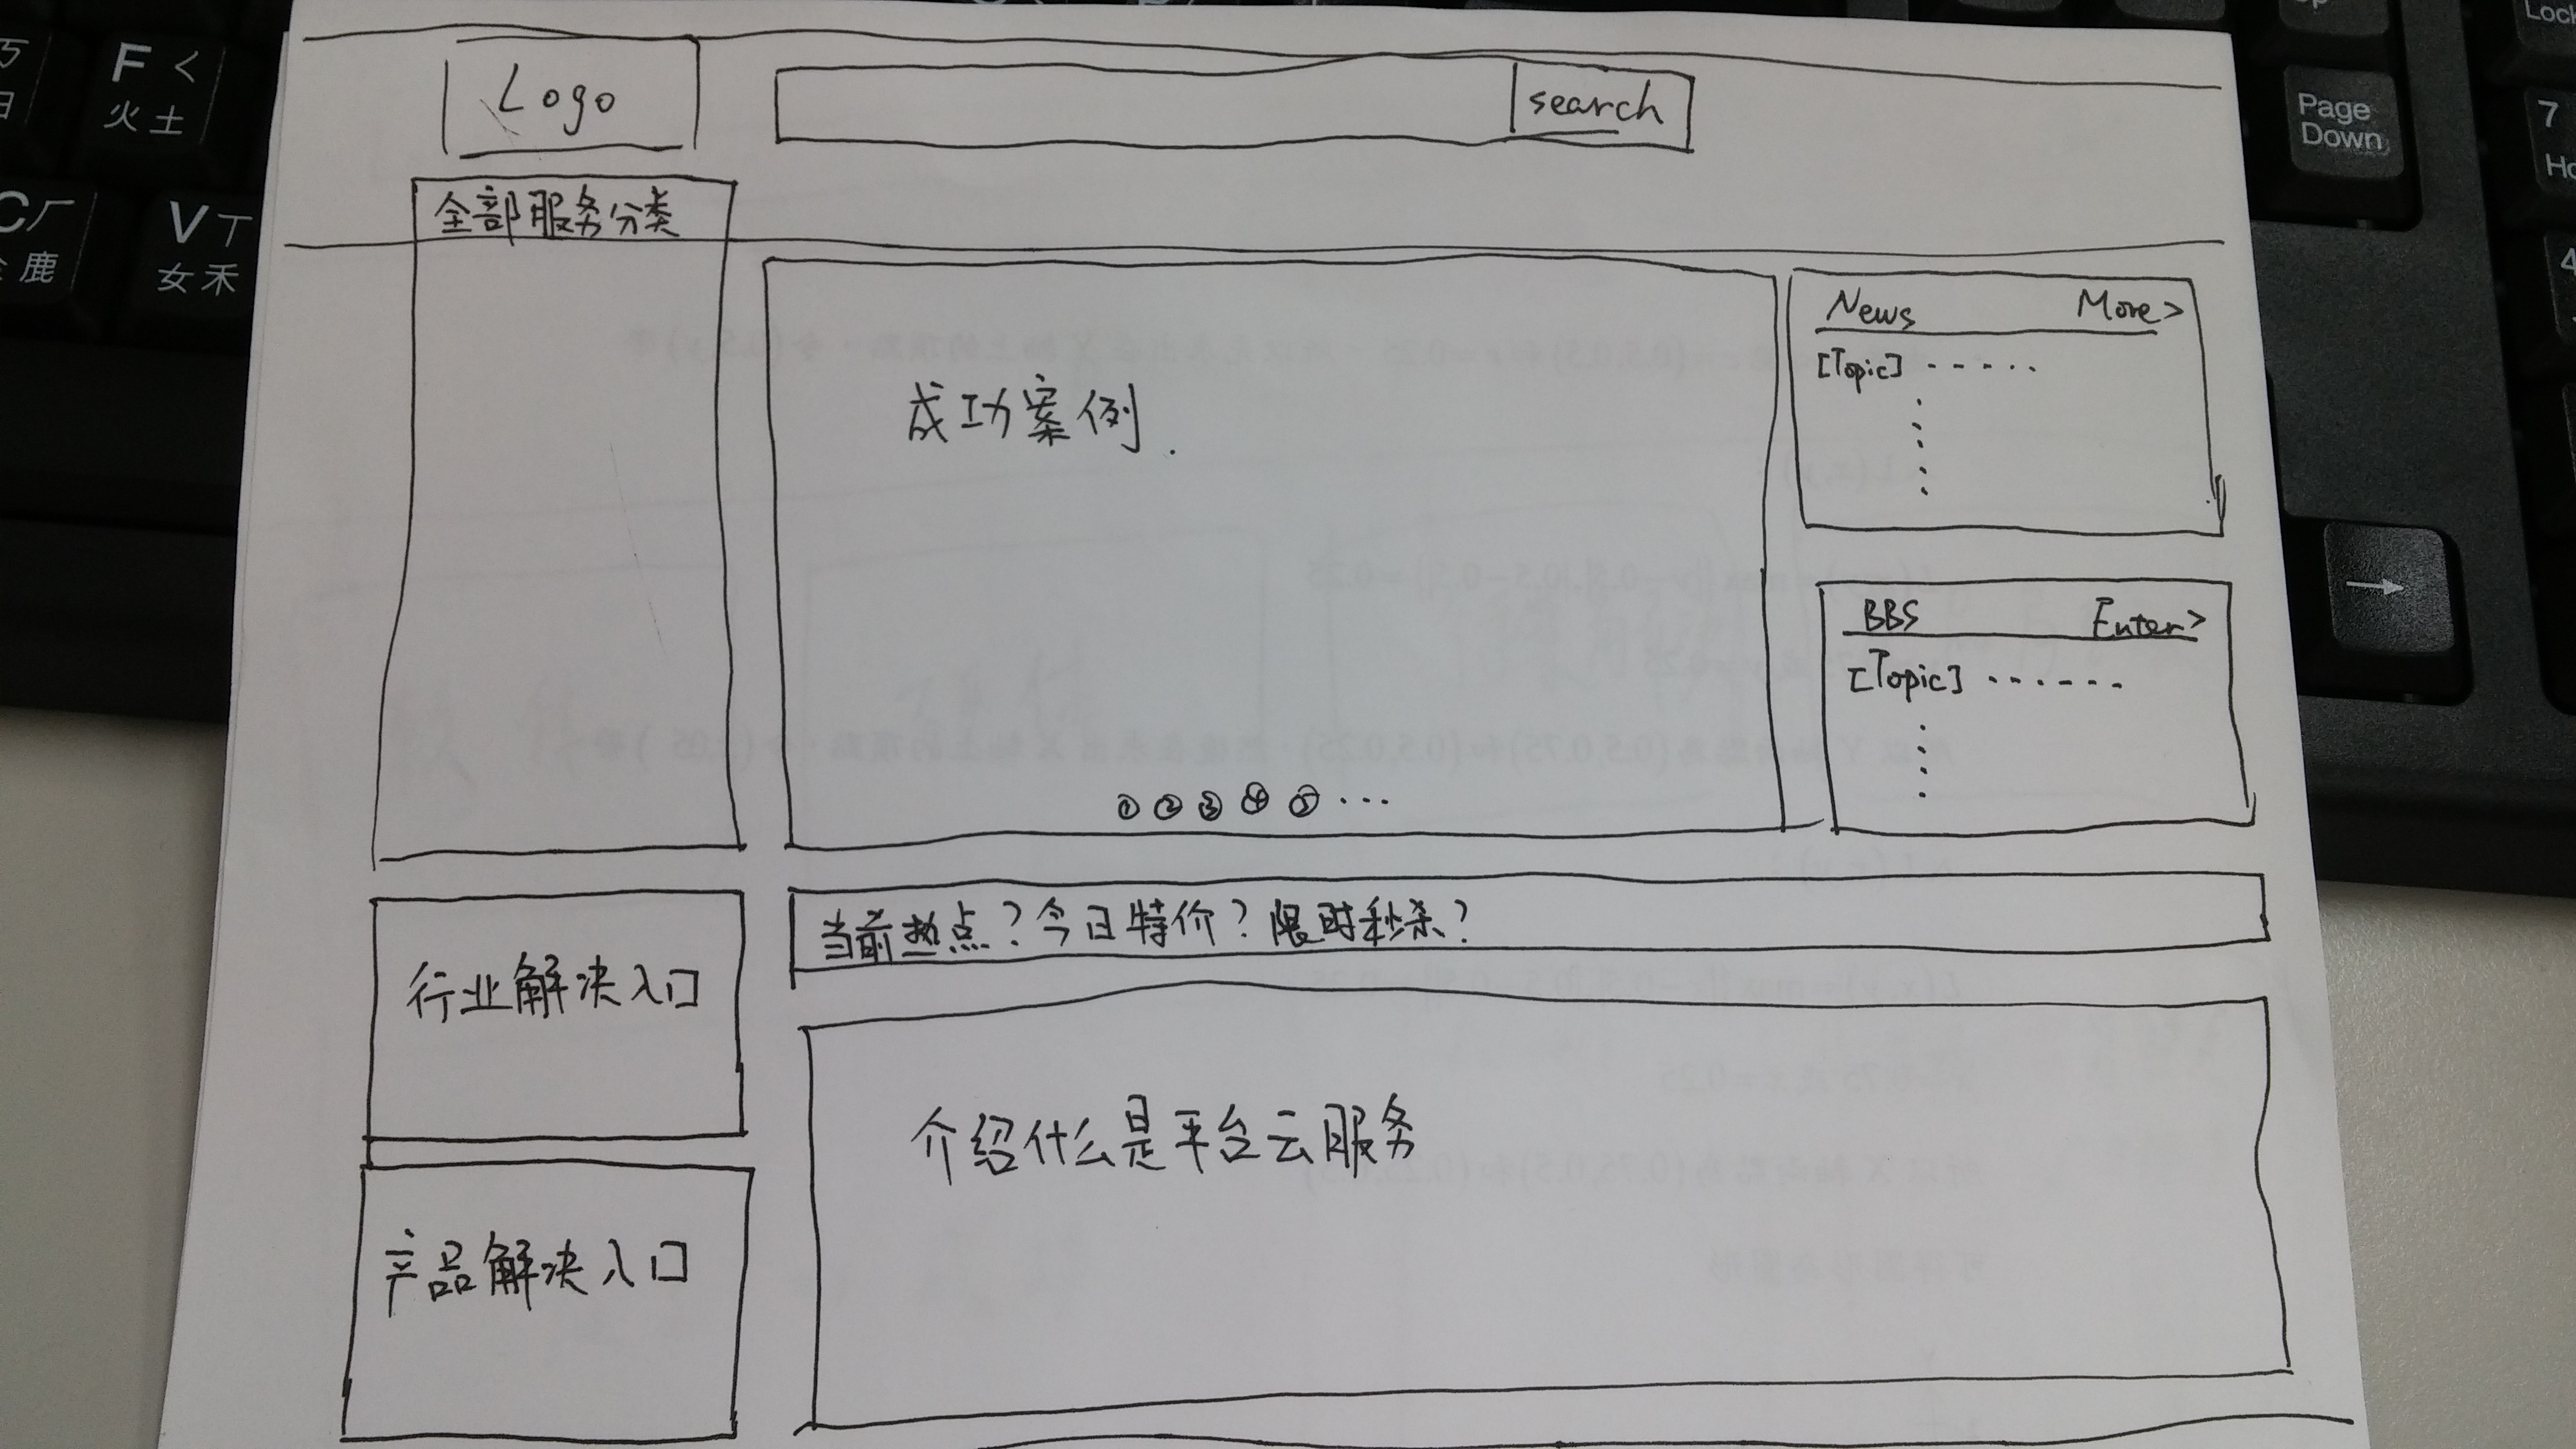 Logo
search
全部服务分类
成功案例.
① ② ③ ④ ⑤ ...
News More>
[Topic] ------
BBS Enter>
[Topic] ------
当前热点？今日特价？限时秒杀？
行业解决入口
介绍什么是平台云服务
产品解决入口
F
火 土
C 厂
V
女 禾
鹿
Page
Down
7
4
→